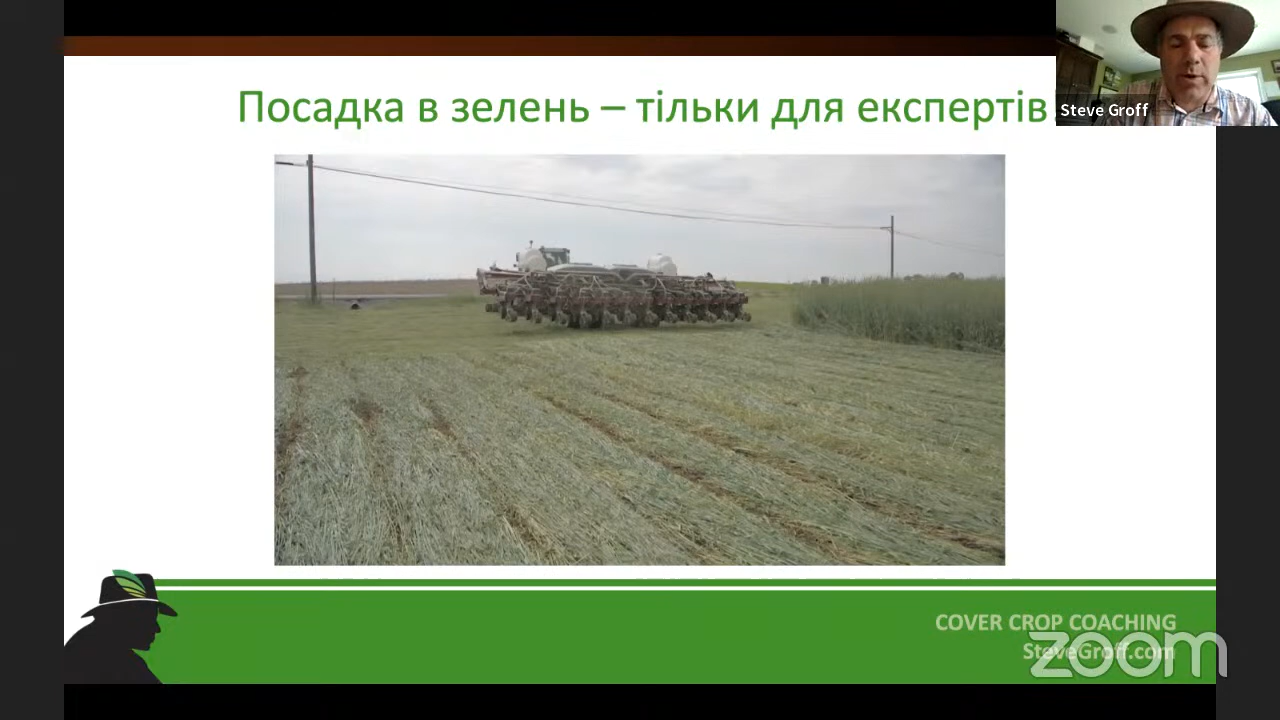 Посадка в зелень – тільки для експертів
Steve Groff
COVER CROP COACHING
SteveGroff.com
zoom